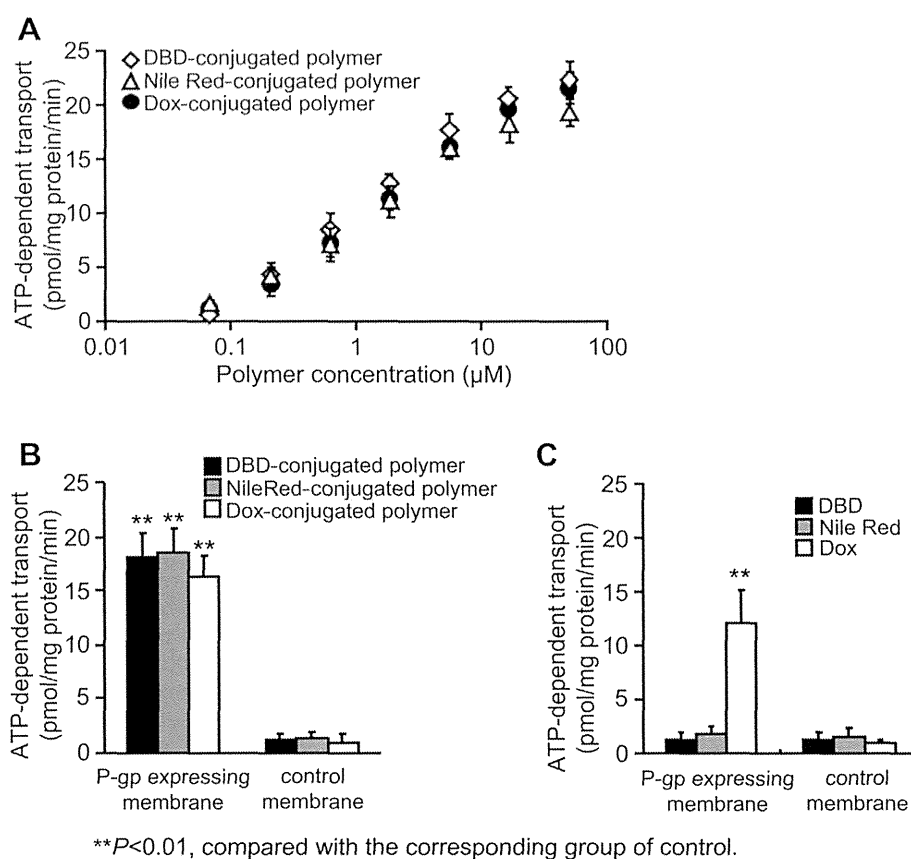 A
DBD-conjugated polymer
Nile Red-conjugated polymer
Dox-conjugated polymer
ATP-dependent transport
(pmol/mg protein/min)
25
20
15
10
5
0
0.01
0.1
1
10
100
Polymer concentration (µM)
B
DBD-conjugated polymer
NileRed-conjugated polymer
Dox-conjugated polymer
ATP-dependent transport
(pmol/mg protein/min)
25
20
15
10
5
0
** ** **
P-gp expressing
membrane
control
membrane
C
DBD
Nile Red
Dox
ATP-dependent transport
(pmol/mg protein/min)
25
20
15
10
5
0
**
P-gp expressing
membrane
control
membrane
**P<0.01, compared with the corresponding group of control.